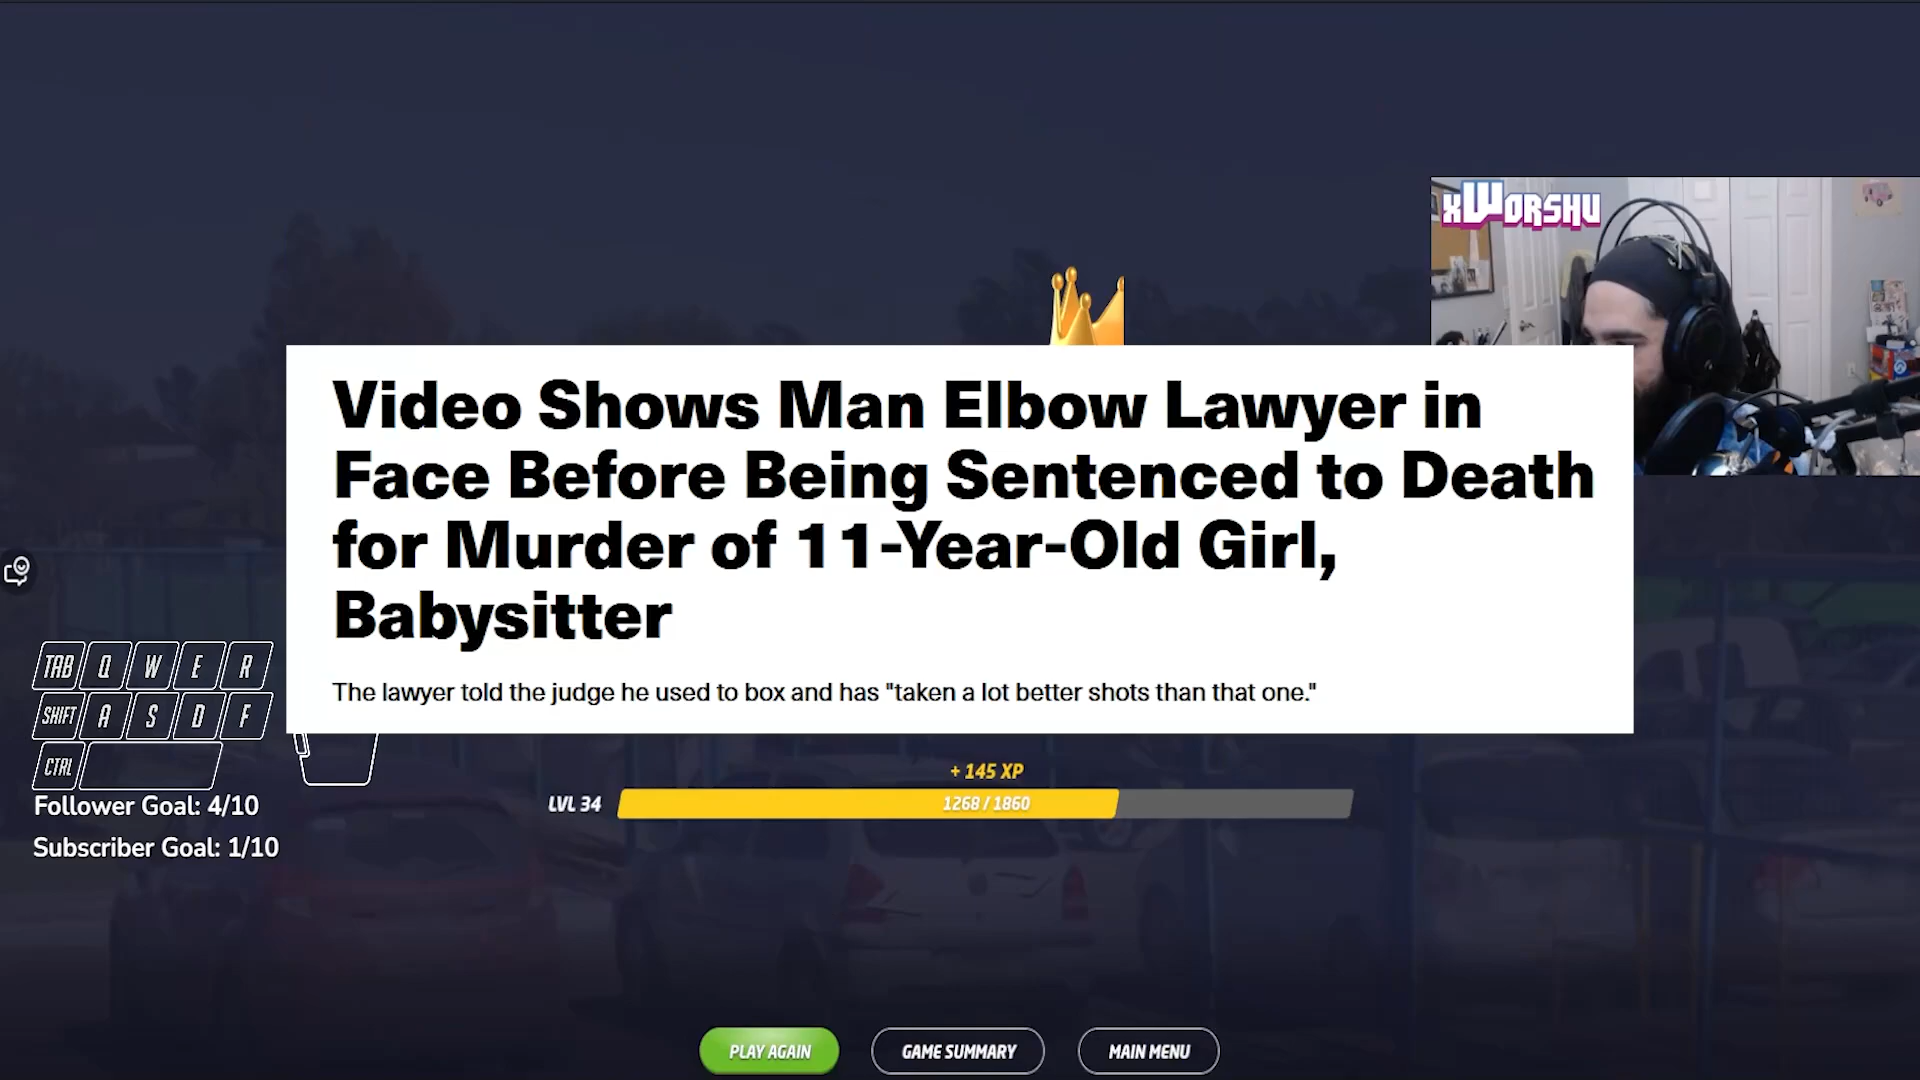 xWORSHU
Video Shows Man Elbow Lawyer in
Face Before Being Sentenced to Death
for Murder of 11-Year-Old Girl,
Babysitter
The lawyer told the judge he used to box and has "taken a lot better shots than that one."
TAB Q W E R
SHIFT A S D F
CTRL
Follower Goal: 4/10
Subscriber Goal: 1/10
+ 145 XP
LVL 34
1268 / 1860
PLAY AGAIN
GAME SUMMARY
MAIN MENU